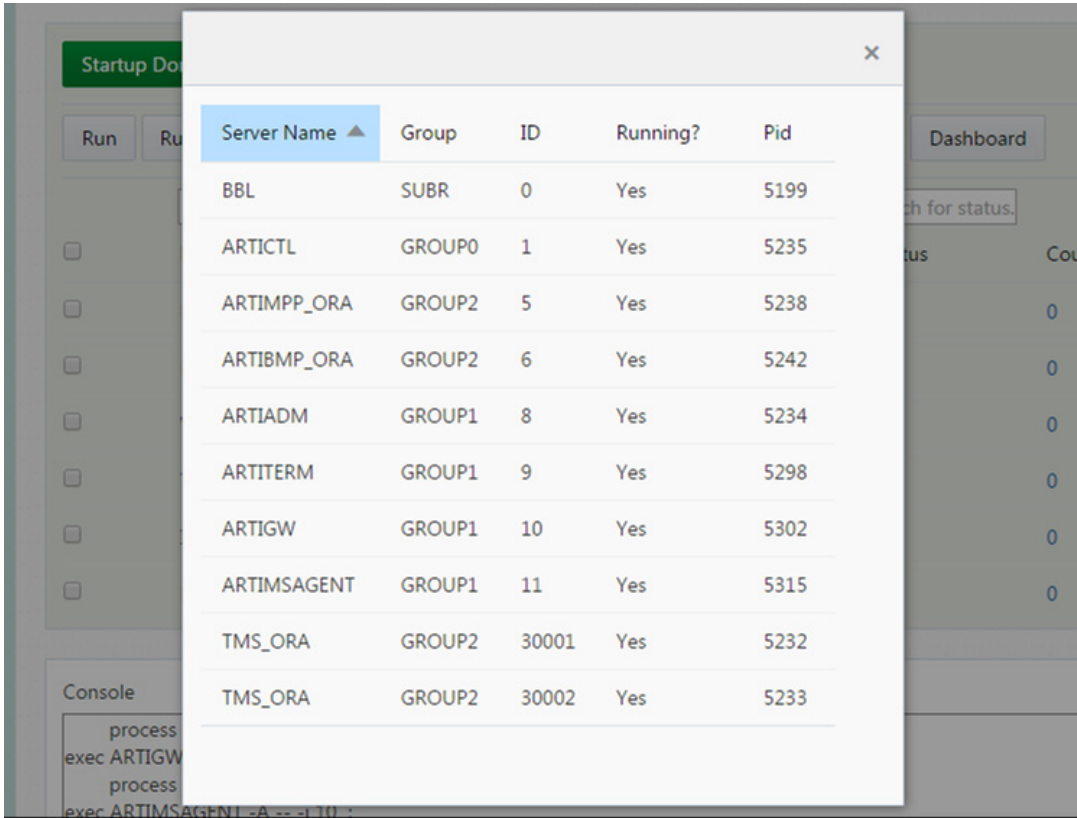 Startup Do
×
Run Ru Server Name Group ID Running? Pid Dashboard
BBL SUBR 0 Yes 5199
ch for status.
ARTICTL GROUP0 1 Yes 5235 tus Cou
ARTIMPP_ORA GROUP2 5 Yes 5238 0
ARTIBMP_ORA GROUP2 6 Yes 5242 0
ARTIADM GROUP1 8 Yes 5234 0
ARTITERM GROUP1 9 Yes 5298 0
ARTIGW GROUP1 10 Yes 5302 0
ARTIMSAGENT GROUP1 11 Yes 5315 0
TMS_ORA GROUP2 30001 Yes 5232
TMS_ORA GROUP2 30002 Yes 5233
Console
process
exec ARTIGW
process
exec ARTIMSAGENT -A -- -i 10 :